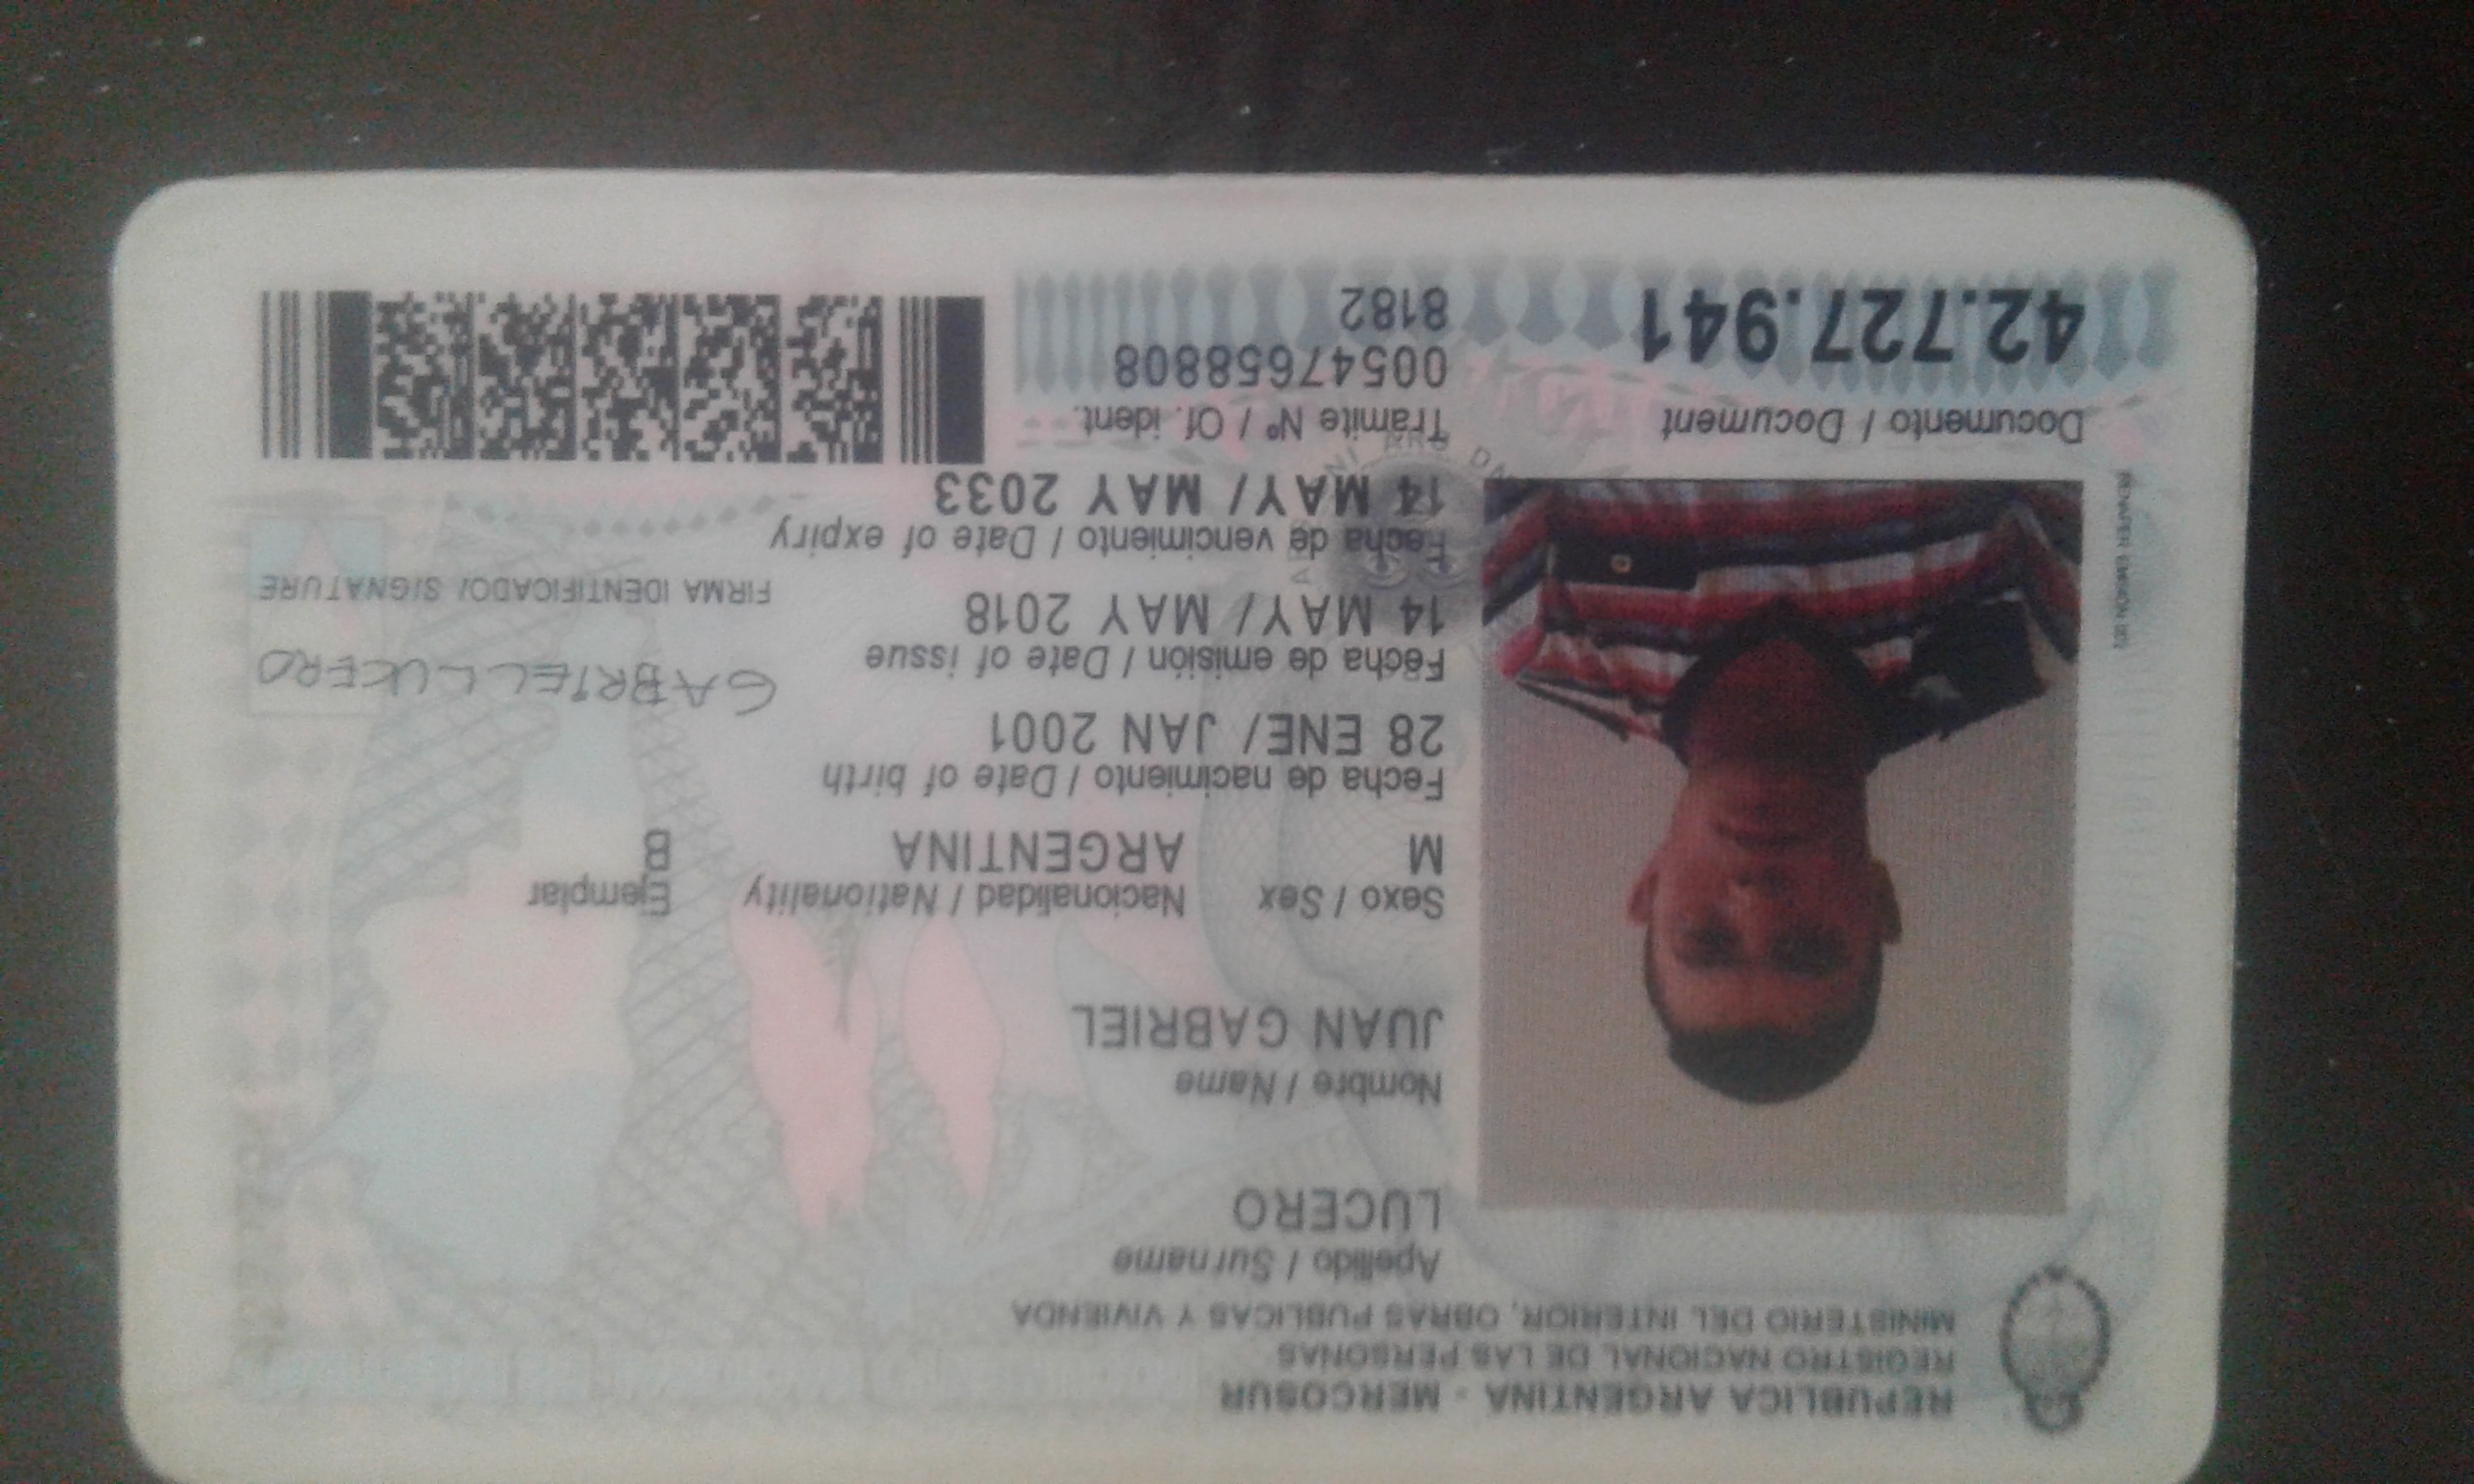 REPUBLICA ARGENTINA - MERCOSUR
REGISTRO NACIONAL DE LAS PERSONAS
MINISTERIO DEL INTERIOR, OBRAS PUBLICAS Y VIVIENDA
Apellido / Surname
LUCERO
Nombre / Name
JUAN GABRIEL
Sexo / Sex Nacionalidad / Nationality Ejemplar
M ARGENTINA B
Fecha de nacimiento / Date of birth
28 ENE/ JAN 2001
Fecha de emisión / Date of issue
14 MAY/ MAY 2018
GABRIEL LUCERO
FIRMA IDENTIFICADO/ SIGNATURE
Fecha de vencimiento / Date of expiry
14 MAY/ MAY 2033
Documento / Document
42.727.941
Trámite Nº / Of. ident.
00547658808
8182